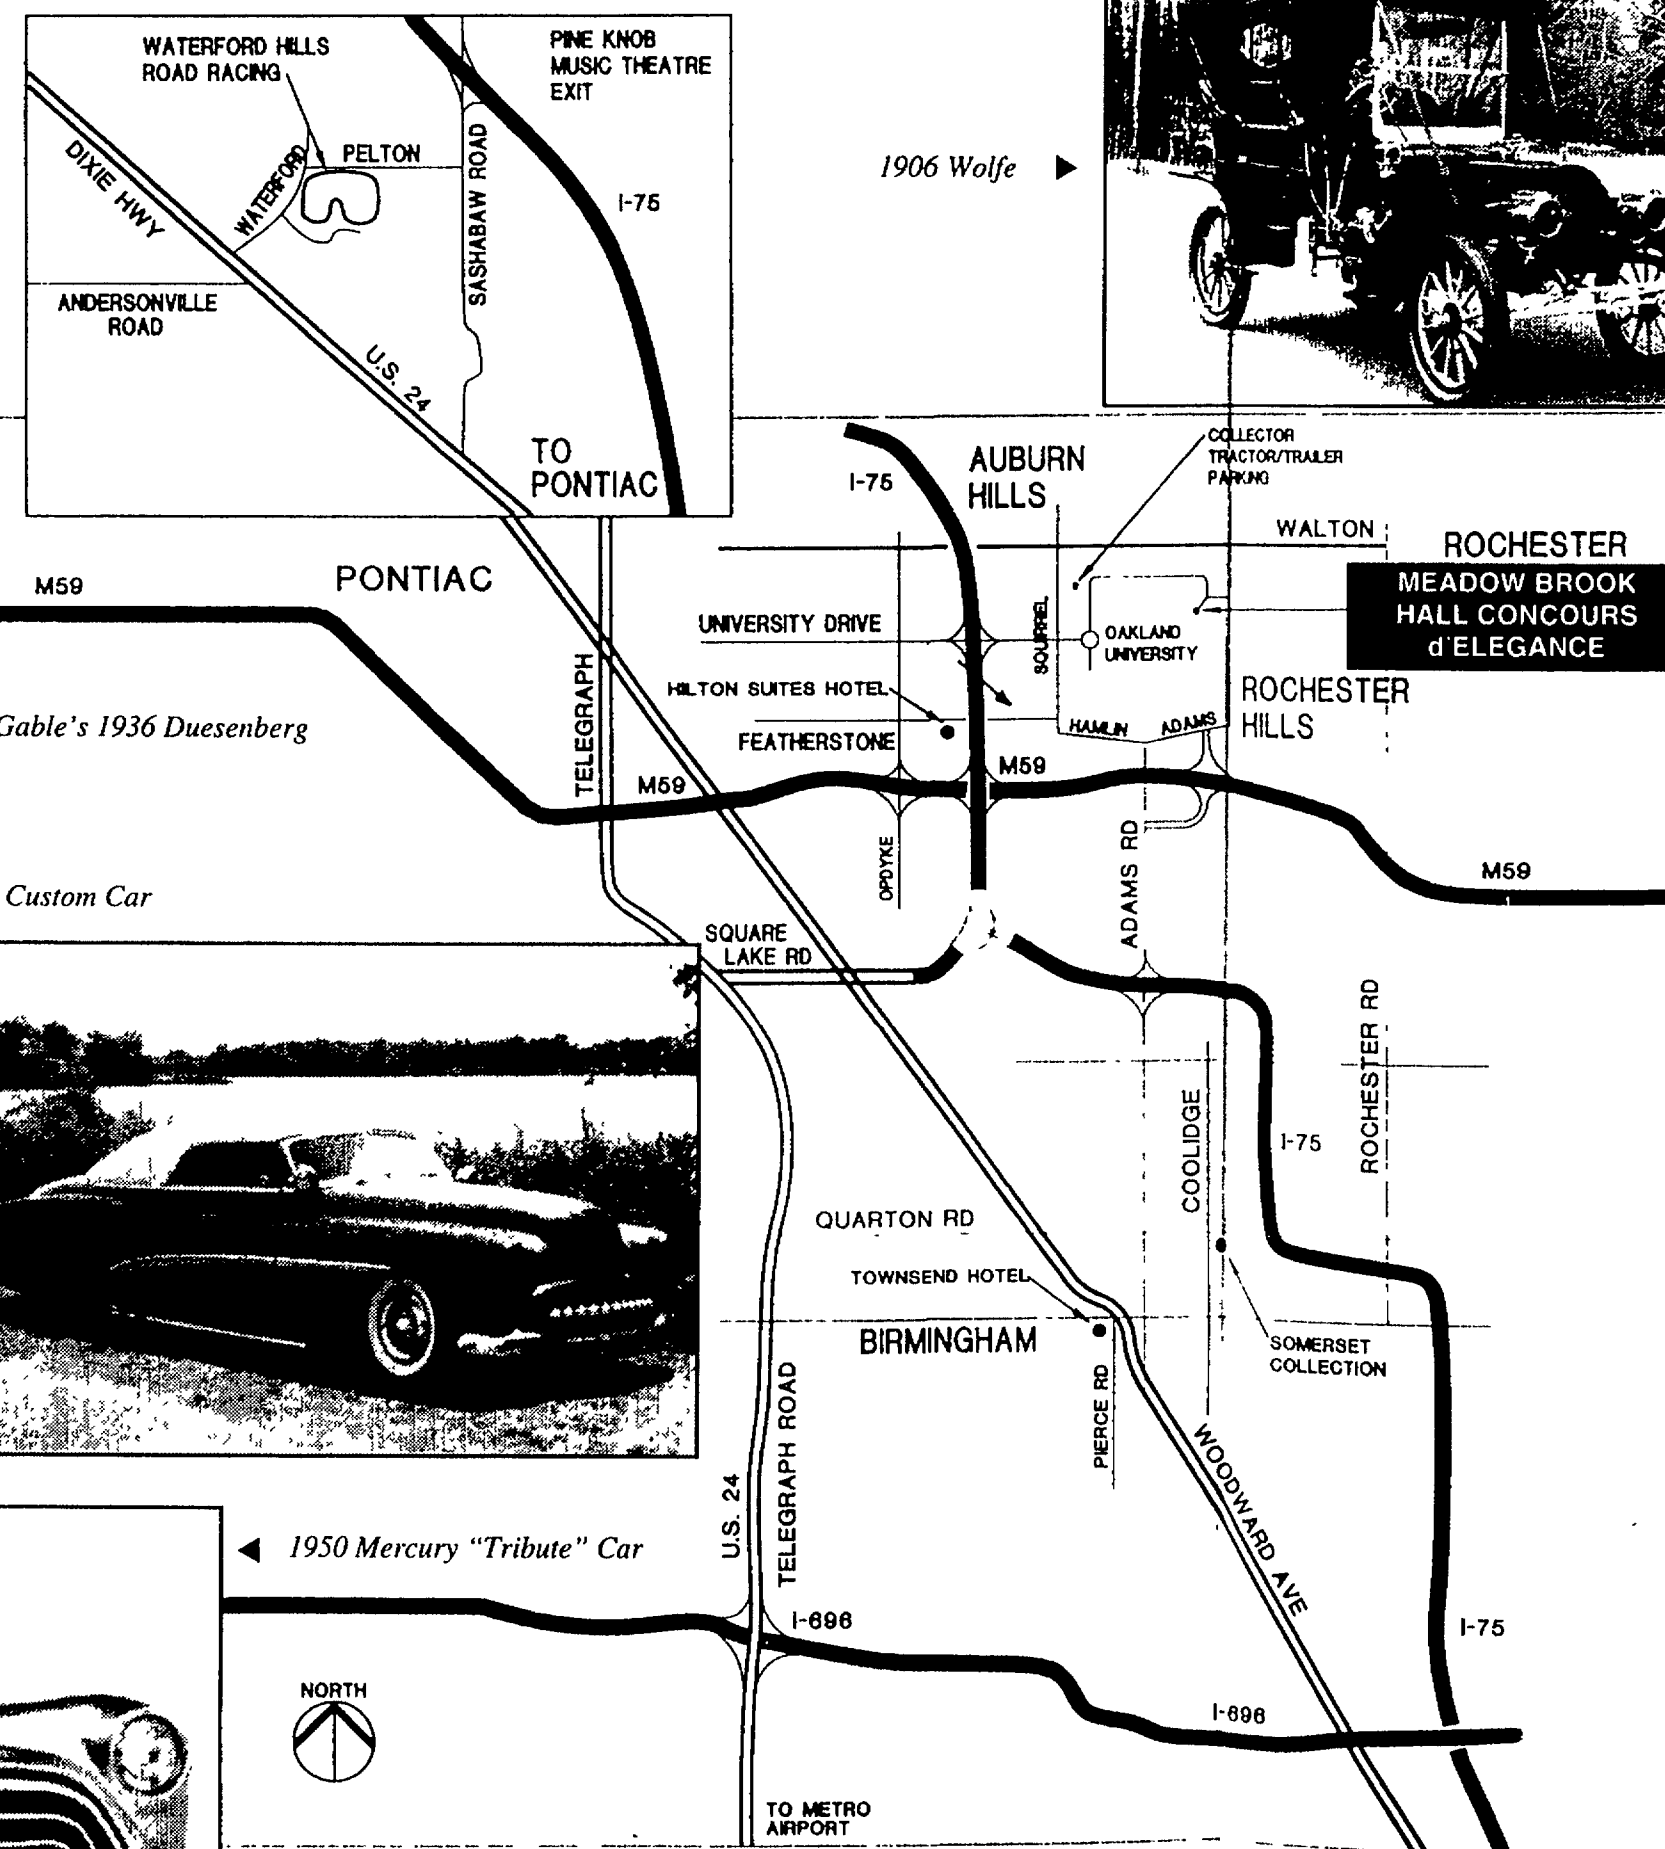 WATERFORD HILLS
ROAD RACING
PINE KNOB
MUSIC THEATRE
EXIT
DIXIE HWY
WATERFORD
PELTON
SASHABAW ROAD
I-75
ANDERSONVILLE
ROAD
U.S. 24
TO
PONTIAC
1906 Wolfe
I-75
AUBURN
HILLS
COLLECTOR
TRACTOR/TRAILER
PARKING
WALTON
ROCHESTER
MEADOW BROOK
HALL CONCOURS
d'ELEGANCE
M59
PONTIAC
UNIVERSITY DRIVE
SQUIRREL
OAKLAND
UNIVERSITY
TELEGRAPH
HILTON SUITES HOTEL
ROCHESTER
HILLS
Gable's 1936 Duesenberg
FEATHERSTONE
HAMLIN
ADAMS
M59
M59
OPDYKE
ADAMS RD
M59
Custom Car
SQUARE
LAKE RD
ROCHESTER RD
COOLIDGE
I-75
QUARTON RD
TOWNSEND HOTEL
BIRMINGHAM
SOMERSET
COLLECTION
PIERCE RD
WOODWARD AVE
U.S. 24
TELEGRAPH ROAD
1950 Mercury "Tribute" Car
I-696
I-75
NORTH
I-696
TO METRO
AIRPORT